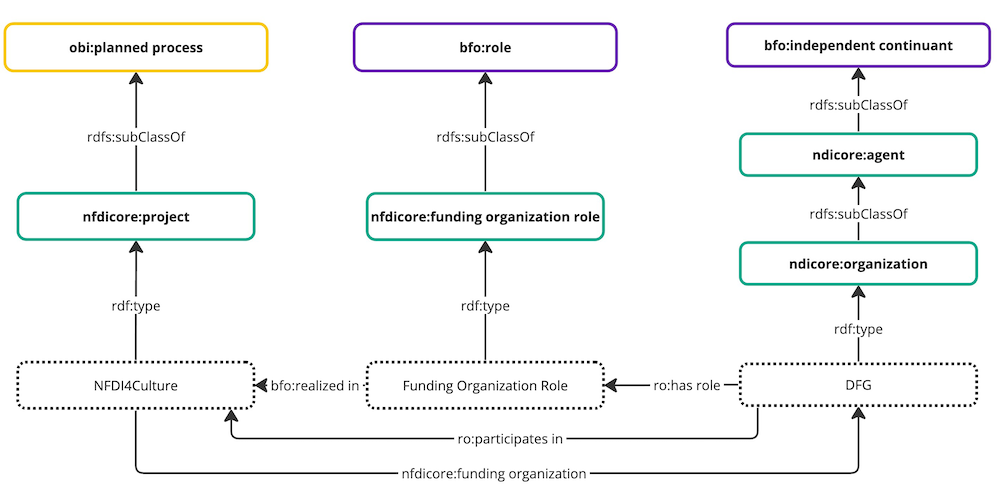 obi:planned process
bfo:role
bfo:independent continuant
rdfs:subClassOf
rdfs:subClassOf
rdfs:subClassOf
ndicore:agent
nfdicore:project
nfdicore:funding organization role
rdfs:subClassOf
ndicore:organization
rdf:type
rdf:type
rdf:type
NFDI4Culture
bfo:realized in
Funding Organization Role
ro:has role
DFG
ro:participates in
nfdicore:funding organization